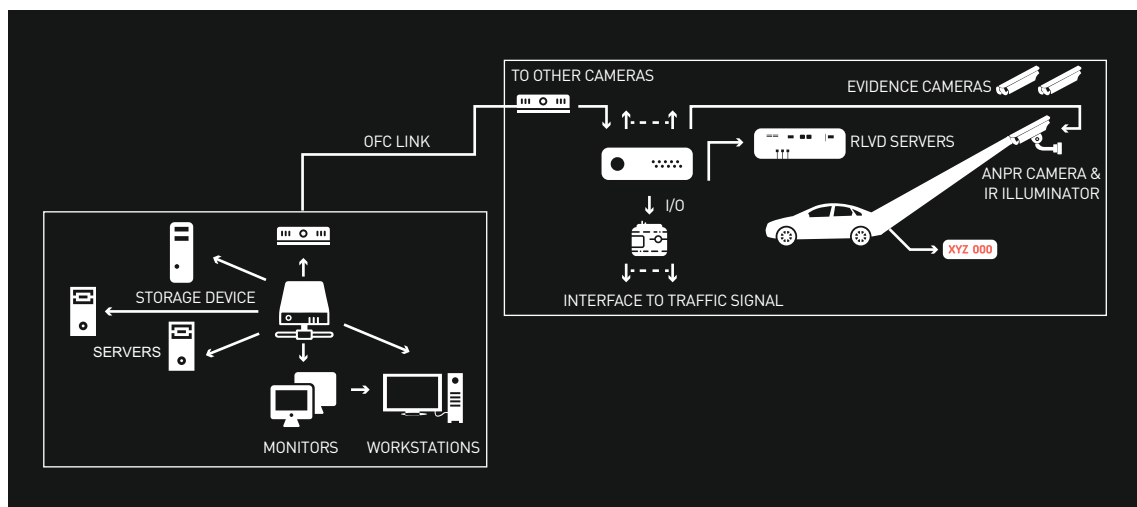 TO OTHER CAMERAS
EVIDENCE CAMERAS
OFC LINK
RLVD SERVERS
ANPR CAMERA &
IR ILLUMINATOR
I/O
XYZ 000
INTERFACE TO TRAFFIC SIGNAL
STORAGE DEVICE
SERVERS
MONITORS
WORKSTATIONS